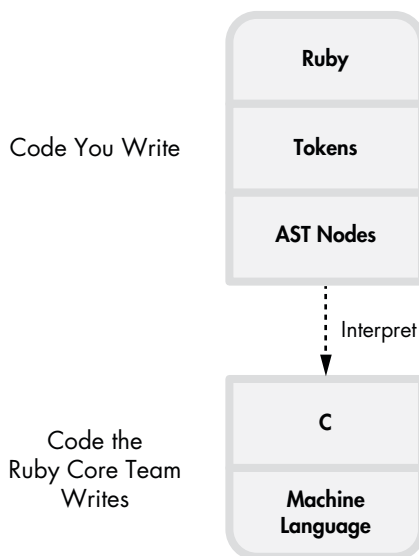 Ruby
Code You Write
Tokens
AST Nodes
Interpret
C
Code the
Ruby Core Team
Writes
Machine
Language